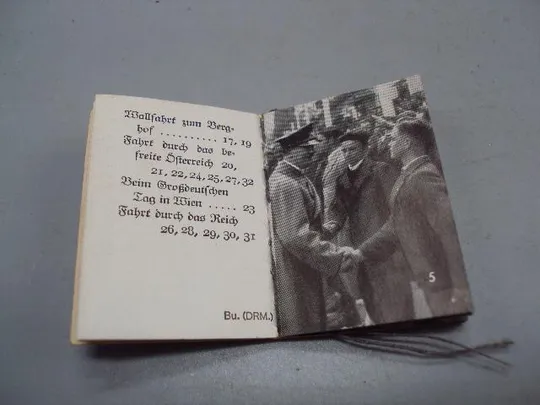 Wallfahrt zum Berg-
hof .......... 17, 19
Fahrt durch das be-
freite Österreich 20,
21, 22, 24, 25, 27, 32
Beim Großdeutschen
Tag in Wien ..... 23
Fahrt durch das Reich
26, 28, 29, 30, 31
Bu. (DRM.)
5